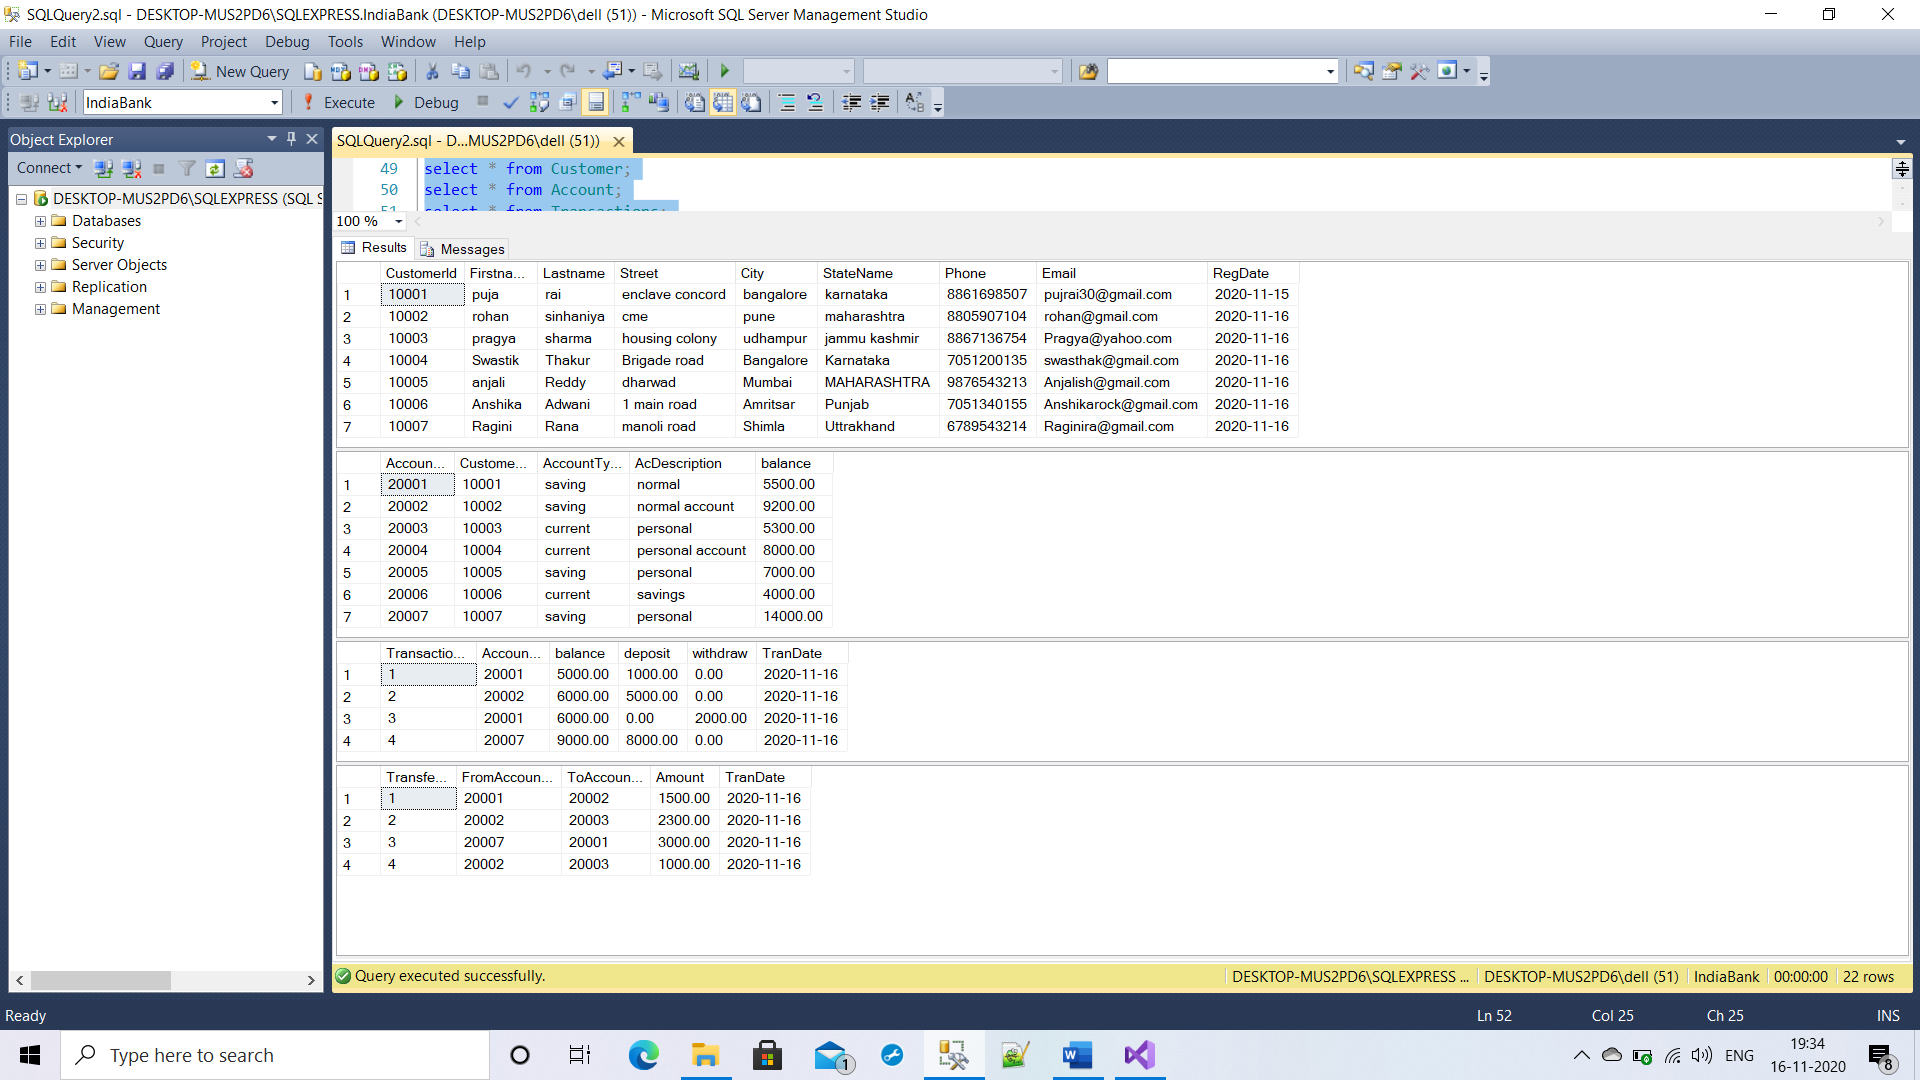 SQLQuery2.sql - DESKTOP-MUS2PD6\SQLEXPRESS.IndiaBank (DESKTOP-MUS2PD6\dell (51)) - Microsoft SQL Server Management Studio
File Edit View Query Project Debug Tools Window Help
New Query
IndiaBank Execute Debug
Object Explorer
Connect
DESKTOP-MUS2PD6\SQLEXPRESS (SQL S
Databases
Security
Server Objects
Replication
Management
SQLQuery2.sql - D...MUS2PD6\dell (51))
49 select * from Customer;
50 select * from Account;
51 select * from Transactions;
100 %
Results Messages
CustomerId Firstna... Lastname Street City StateName Phone Email RegDate
1 10001 puja rai enclave concord bangalore karnataka 8861698507 pujrai30@gmail.com 2020-11-15
2 10002 rohan sinhaniya cme pune maharashtra 8805907104 rohan@gmail.com 2020-11-16
3 10003 pragya sharma housing colony udhampur jammu kashmir 8867136754 Pragya@yahoo.com 2020-11-16
4 10004 Swastik Thakur Brigade road Bangalore Karnataka 7051200135 swasthak@gmail.com 2020-11-16
5 10005 anjali Reddy dharwad Mumbai MAHARASHTRA 9876543213 Anjalish@gmail.com 2020-11-16
6 10006 Anshika Adwani 1 main road Amritsar Punjab 7051340155 Anshikarock@gmail.com 2020-11-16
7 10007 Ragini Rana manoli road Shimla Uttrakhand 6789543214 Raginira@gmail.com 2020-11-16
Accoun... Custome... AccountTy... AcDescription balance
1 20001 10001 saving normal 5500.00
2 20002 10002 saving normal account 9200.00
3 20003 10003 current personal 5300.00
4 20004 10004 current personal account 8000.00
5 20005 10005 saving personal 7000.00
6 20006 10006 current savings 4000.00
7 20007 10007 saving personal 14000.00
Transactio... Accoun... balance deposit withdraw TranDate
1 1 20001 5000.00 1000.00 0.00 2020-11-16
2 2 20002 6000.00 5000.00 0.00 2020-11-16
3 3 20001 6000.00 0.00 2000.00 2020-11-16
4 4 20007 9000.00 8000.00 0.00 2020-11-16
Transfe... FromAccoun... ToAccoun... Amount TranDate
1 1 20001 20002 1500.00 2020-11-16
2 2 20002 20003 2300.00 2020-11-16
3 3 20007 20001 3000.00 2020-11-16
4 4 20002 20003 1000.00 2020-11-16
Query executed successfully. DESKTOP-MUS2PD6\SQLEXPRESS ... DESKTOP-MUS2PD6\dell (51) IndiaBank 00:00:00 22 rows
Ready Ln 52 Col 25 Ch 25 INS
Type here to search 1 ENG 19:34
16-11-2020 8